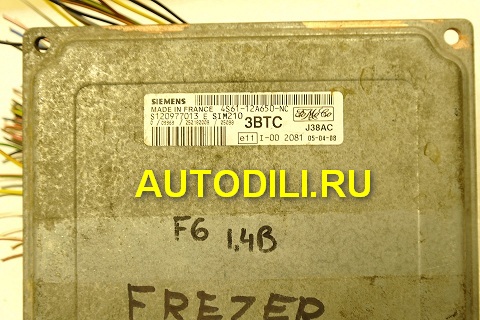 SIEMENS
MADE IN FRANCE 4S61-12A650-NC
S120977013 E SIM210
3BTC
J38AC
e11 I-00 2081 05-04-08
AUTODILI.RU
F6 1.4B
FREZER